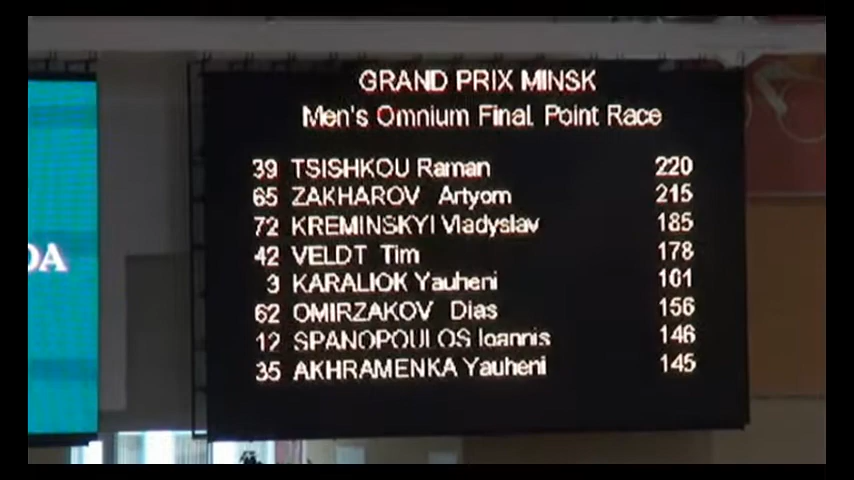 GRAND PRIX MINSK
Men's Omnium Final Point Race
39 TSISHKOU Raman 220
65 ZAKHAROV Artyom 215
72 KREMINSKYI Vladyslav 185
42 VELDT Tim 178
3 KARALIOK Yauheni 101
62 OMIRZAKOV Dias 156
12 SPANOPOULOS Ioannis 146
35 AKHRAMENKA Yauheni 145
DA